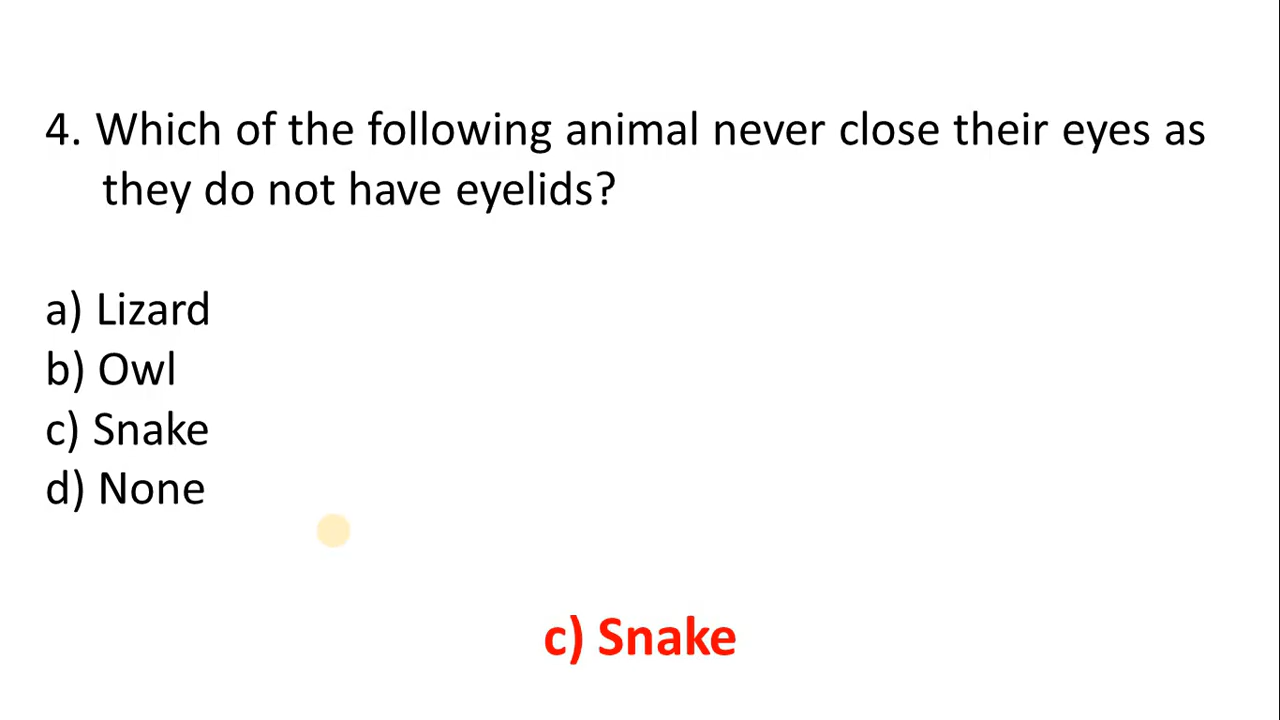 4. Which of the following animal never close their eyes as
they do not have eyelids?
a) Lizard
b) Owl
c) Snake
d) None
c) Snake